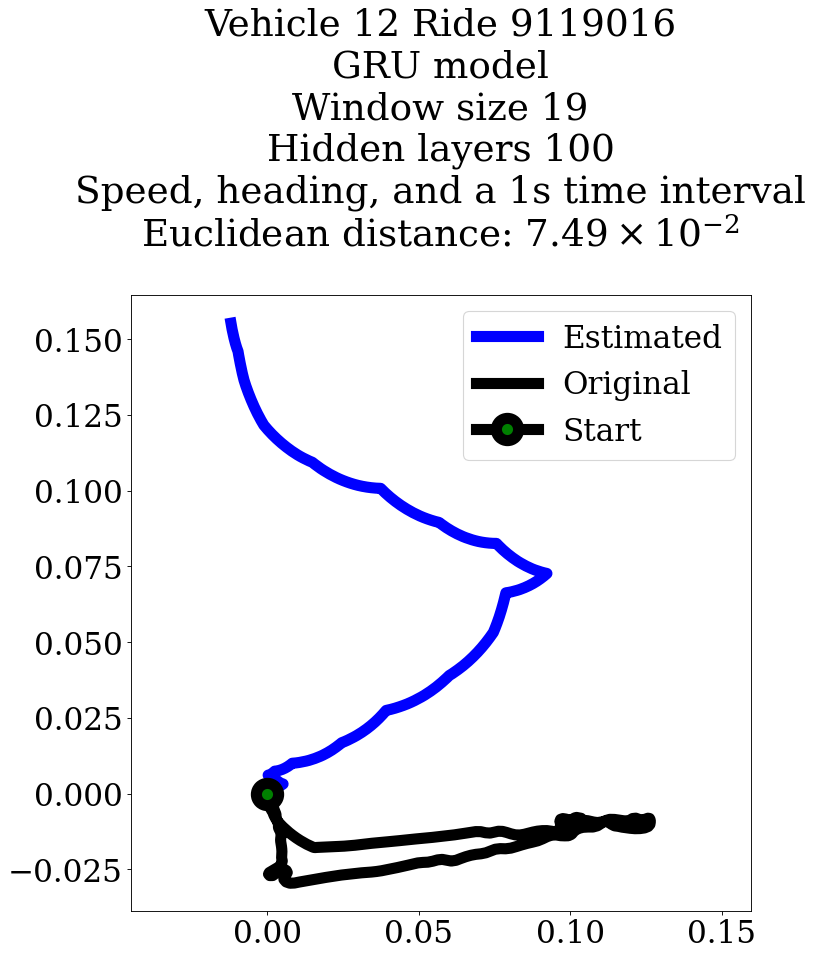 Vehicle 12 Ride 9119016
GRU model
Window size 19
Hidden layers 100
Speed, heading, and a 1s time interval
Euclidean distance: 7.49 × 10⁻²
Estimated
Original
Start
0.150
0.125
0.100
0.075
0.050
0.025
0.000
−0.025
0.00 0.05 0.10 0.15